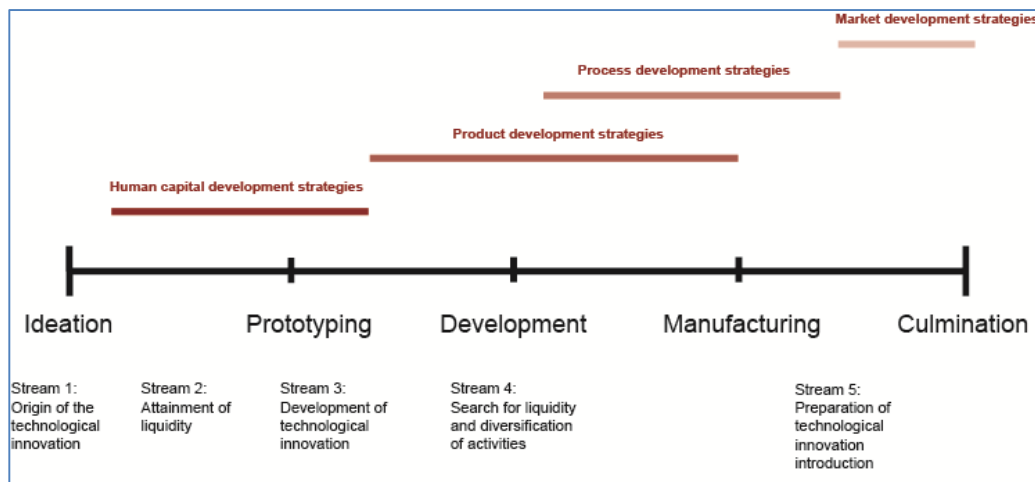 Market development strategies
Process development strategies
Product development strategies
Human capital development strategies
Ideation
Prototyping
Development
Manufacturing
Culmination
Stream 1:
Origin of the
technological
innovation
Stream 2:
Attainment of
liquidity
Stream 3:
Development of
technological
innovation
Stream 4:
Search for liquidity
and diversification
of activities
Stream 5:
Preparation of
technological
innovation
introduction